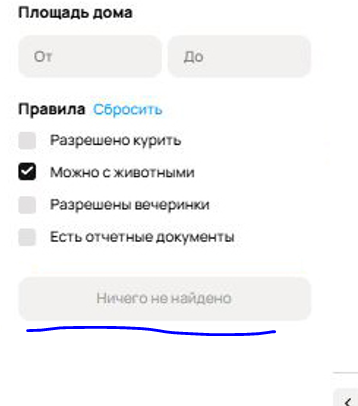 Площадь дома
От До
Правила Сбросить
Разрешено курить
Можно с животными
Разрешены вечеринки
Есть отчетные документы
Ничего не найдено